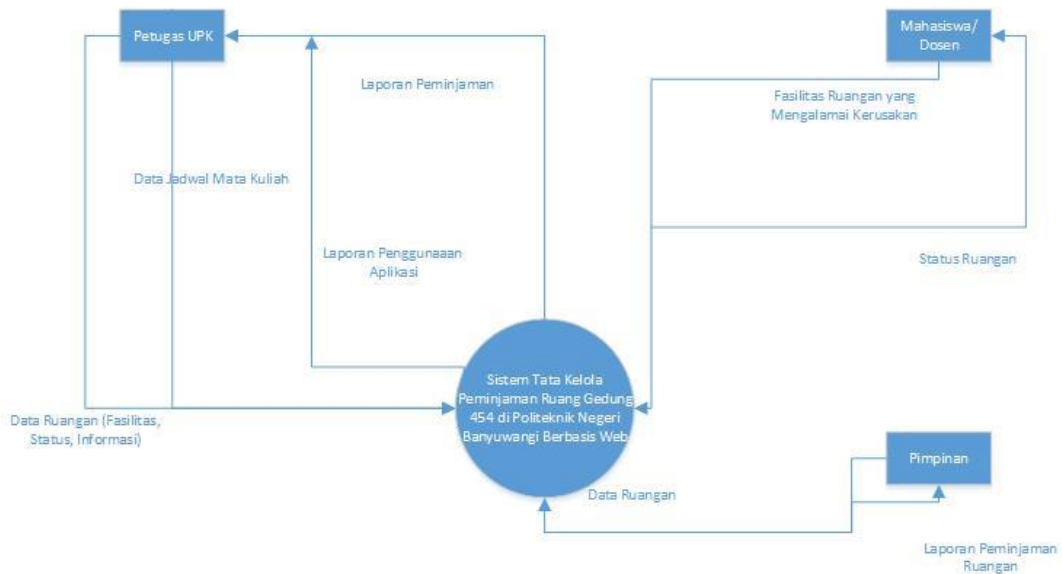 Petugas UPK
Mahasiswa/
Dosen
Laporan Peminjaman
Fasilitas Ruangan yang
Mengalamai Kerusakan
Data Jadwal Mata Kuliah
Laporan Penggunaaan
Aplikasi
Status Ruangan
Sistem Tata Kelola
Peminjaman Ruang Gedung
454 di Politeknik Negeri
Banyuwangi Berbasis Web
Data Ruangan (Fasilitas,
Status, Informasi)
Pimpinan
Data Ruangan
Laporan Peminjaman
Ruangan